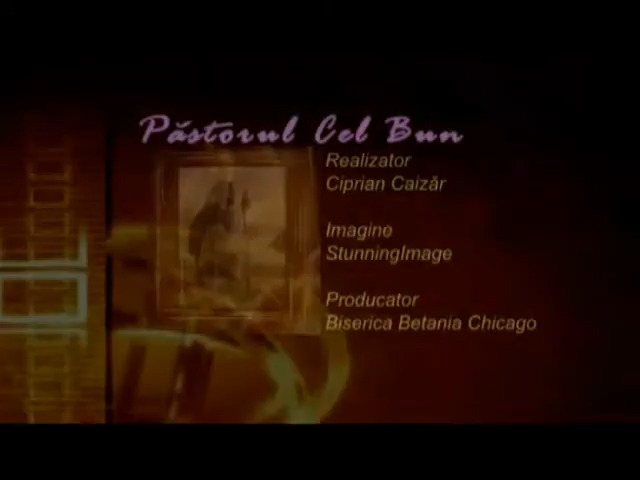 Păstorul Cel Bun
Realizator
Ciprian Caizăr
Imagine
StunningImage
Producator
Biserica Betania Chicago